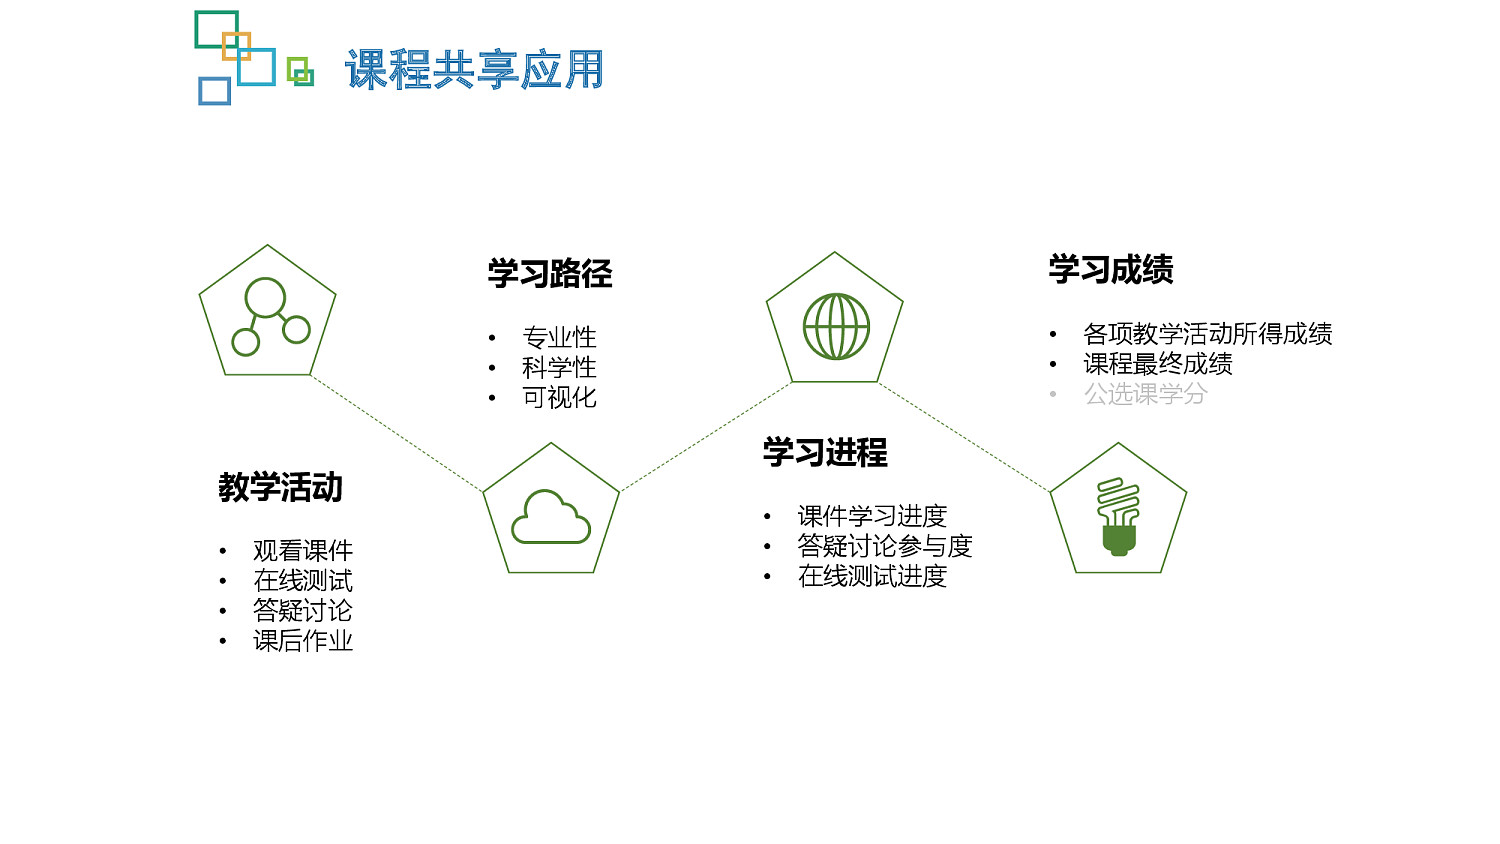 课程共享应用
教学活动
• 观看课件
• 在线测试
• 答疑讨论
• 课后作业
学习路径
• 专业性
• 科学性
• 可视化
学习进程
• 课件学习进度
• 答疑讨论参与度
• 在线测试进度
学习成绩
• 各项教学活动所得成绩
• 课程最终成绩
• 公选课学分